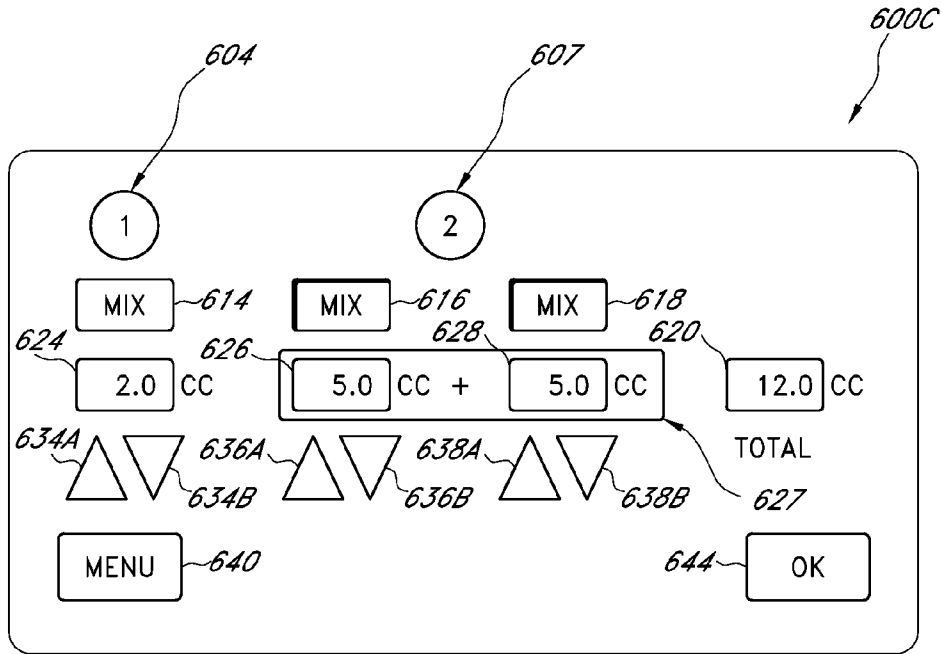 600C
604 607
1 2
MIX 614 MIX 616 MIX 618
624 626 628 620
2.0 CC 5.0 CC + 5.0 CC 12.0 CC
634A 634B 636A 636B 638A 638B TOTAL
627
MENU 640 644 OK